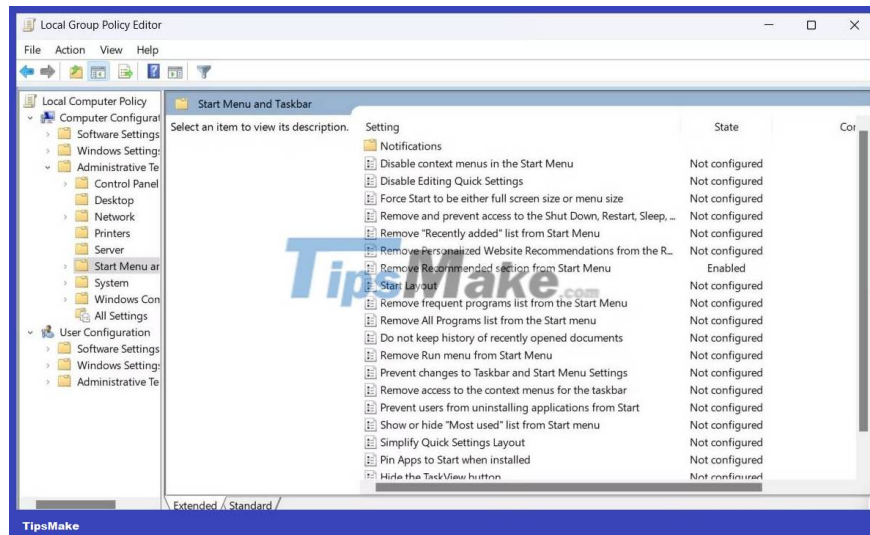 Local Group Policy Editor
File Action View Help
Local Computer Policy
Computer Configurat
Software Settings
Windows Setting:
Administrative Te
Control Panel
Desktop
Network
Printers
Server
Start Menu ar
System
Windows Con
All Settings
User Configuration
Software Settings
Windows Setting:
Administrative Te
Start Menu and Taskbar
Select an item to view its description.
Setting State Cor
Notifications
Disable context menus in the Start Menu Not configured
Disable Editing Quick Settings Not configured
Force Start to be either full screen size or menu size Not configured
Remove and prevent access to the Shut Down, Restart, Sleep, ... Not configured
Remove "Recently added" list from Start Menu Not configured
Remove Personalized Website Recommendations from the R... Not configured
Remove Recommended section from Start Menu Enabled
Start Layout Not configured
Remove frequent programs list from the Start Menu Not configured
Remove All Programs list from the Start menu Not configured
Do not keep history of recently opened documents Not configured
Remove Run menu from Start Menu Not configured
Prevent changes to Taskbar and Start Menu Settings Not configured
Remove access to the context menus for the taskbar Not configured
Prevent users from uninstalling applications from Start Not configured
Show or hide "Most used" list from Start menu Not configured
Simplify Quick Settings Layout Not configured
Pin Apps to Start when installed Not configured
Hide the TaskView button Not configured
Extended Standard
TipsMake.com
TipsMake